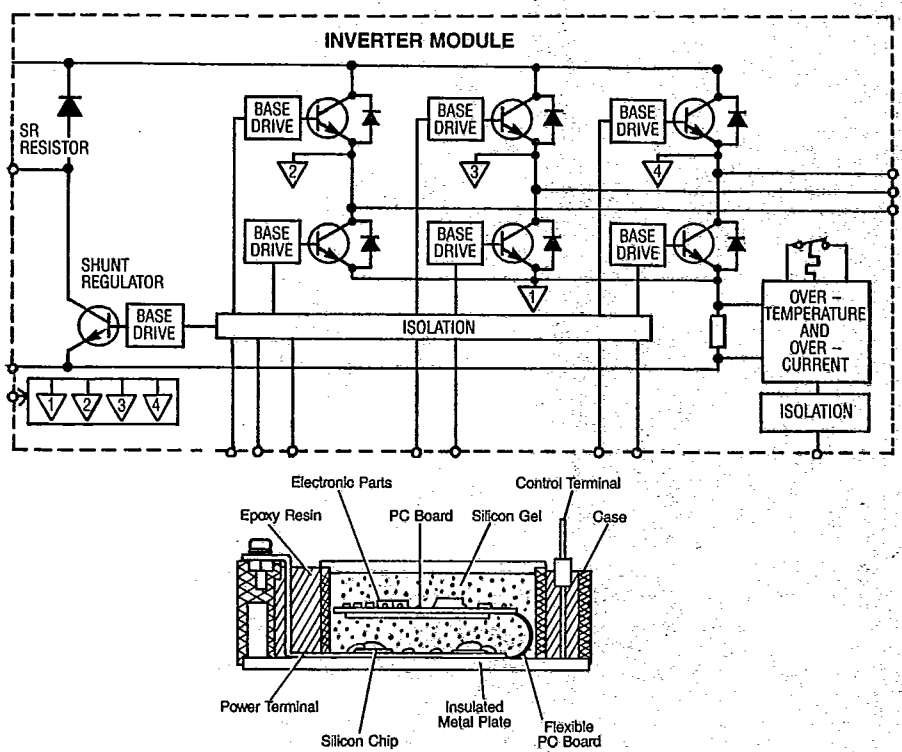 INVERTER MODULE
SR
RESISTOR
BASE
DRIVE
BASE
DRIVE
BASE
DRIVE
2
3
4
BASE
DRIVE
BASE
DRIVE
BASE
DRIVE
SHUNT
REGULATOR
1
BASE
DRIVE
ISOLATION
OVER –
TEMPERATURE
AND
OVER –
CURRENT
1 2 3 4
ISOLATION
Electronic Parts
Control Terminal
Epoxy Resin
PC Board
Silicon Gel
Case
Power Terminal
Silicon Chip
Insulated
Metal Plate
Flexible
PC Board